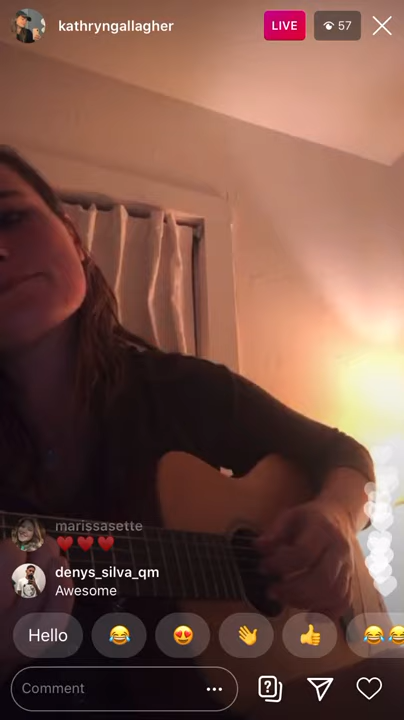 kathryngallagher
LIVE
57
marissasette
❤️❤️❤️
denys_silva_qm
Awesome
Hello 😂 😍 👋 👍 😂😂
Comment